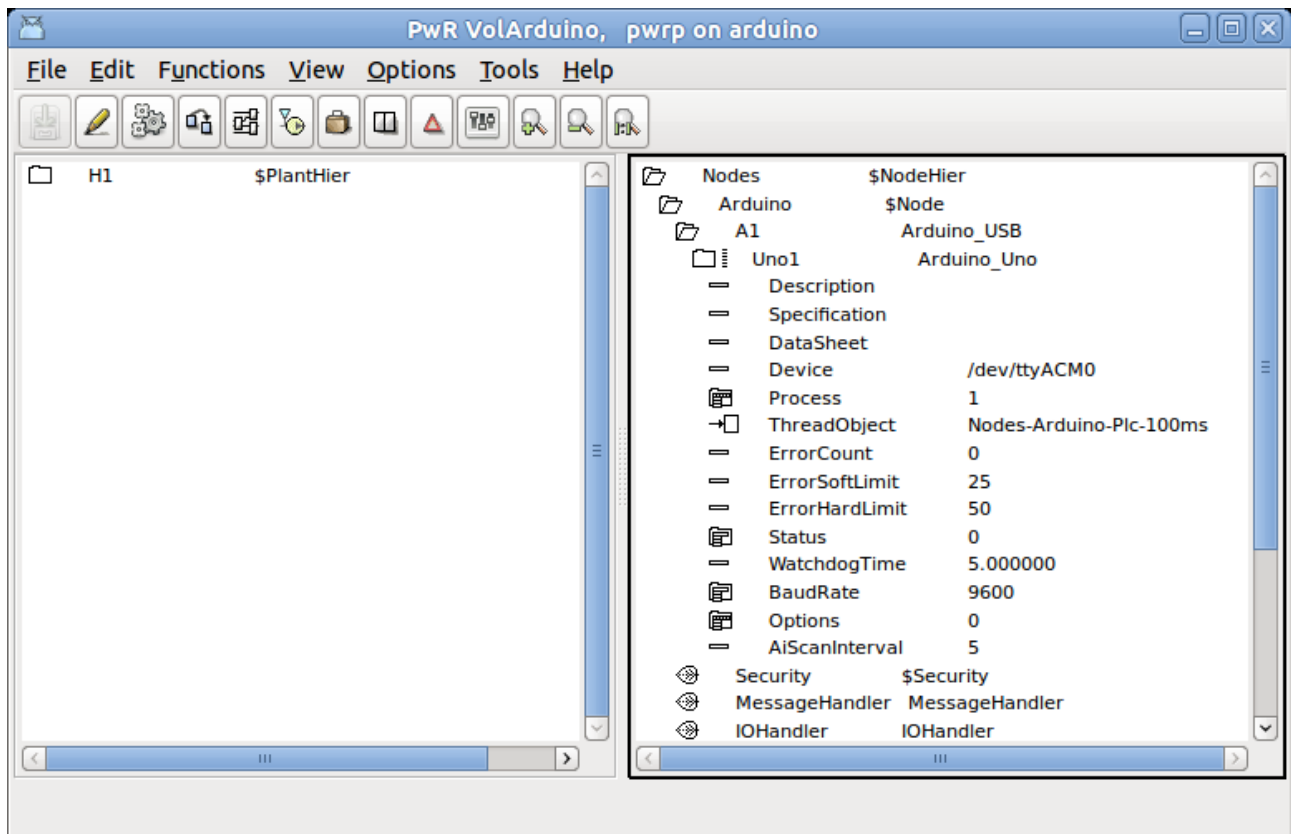 PwR VolArduino, pwrp on arduino
File Edit Functions View Options Tools Help
H1 $PlantHier
Nodes $NodeHier
Arduino $Node
A1 Arduino_USB
Uno1 Arduino_Uno
Description
Specification
DataSheet
Device /dev/ttyACM0
Process 1
ThreadObject Nodes-Arduino-Plc-100ms
ErrorCount 0
ErrorSoftLimit 25
ErrorHardLimit 50
Status 0
WatchdogTime 5.000000
BaudRate 9600
Options 0
AiScanInterval 5
Security $Security
MessageHandler MessageHandler
IOHandler IOHandler